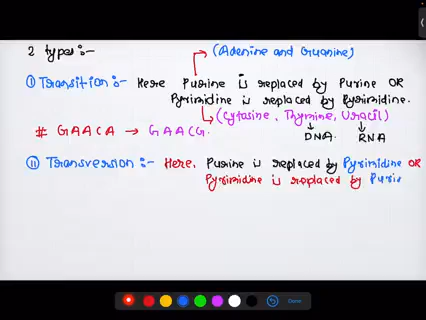 2 types:-
(Adenine and Guanine)
(i) Transition:- Here Purine is replaced by Purine OR
Pyrimidine is replaced by Pyrimidine.
(Cytosine, Thymine, Uracil)
DNA. RNA
# GAACA → GAACG.
(ii) Transversion:- Here, Purine is replaced by Pyrimidine OR
Pyrimidine is replaced by Puri
Done